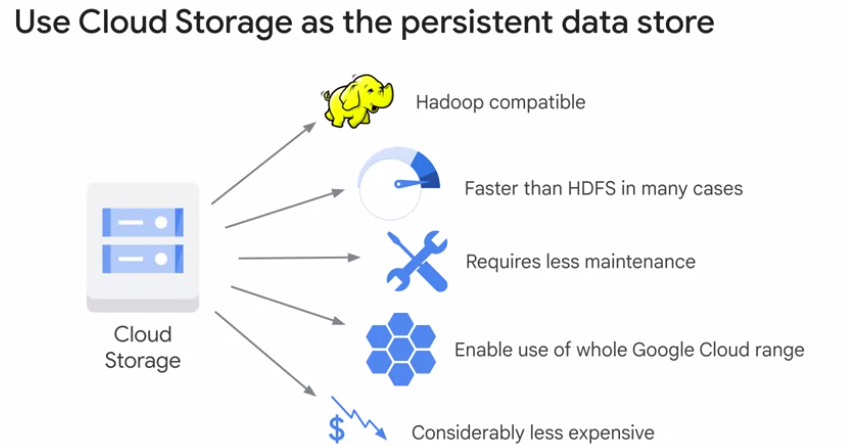 Use Cloud Storage as the persistent data store
Hadoop compatible
Faster than HDFS in many cases
Requires less maintenance
Cloud
Storage
Enable use of whole Google Cloud range
$
Considerably less expensive